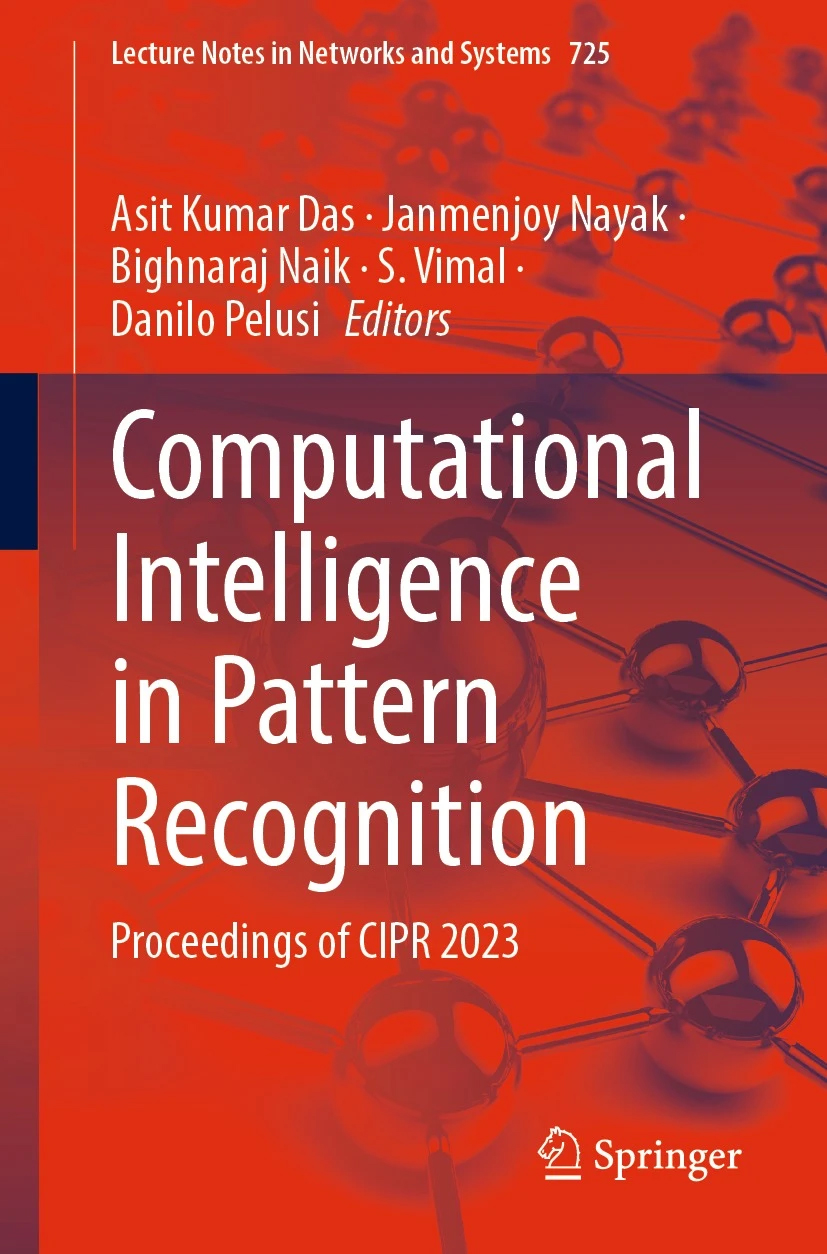 Lecture Notes in Networks and Systems 725
Asit Kumar Das · Janmenjoy Nayak ·
Bighnaraj Naik · S. Vimal ·
Danilo Pelusi Editors
Computational
Intelligence
in Pattern
Recognition
Proceedings of CIPR 2023
Springer